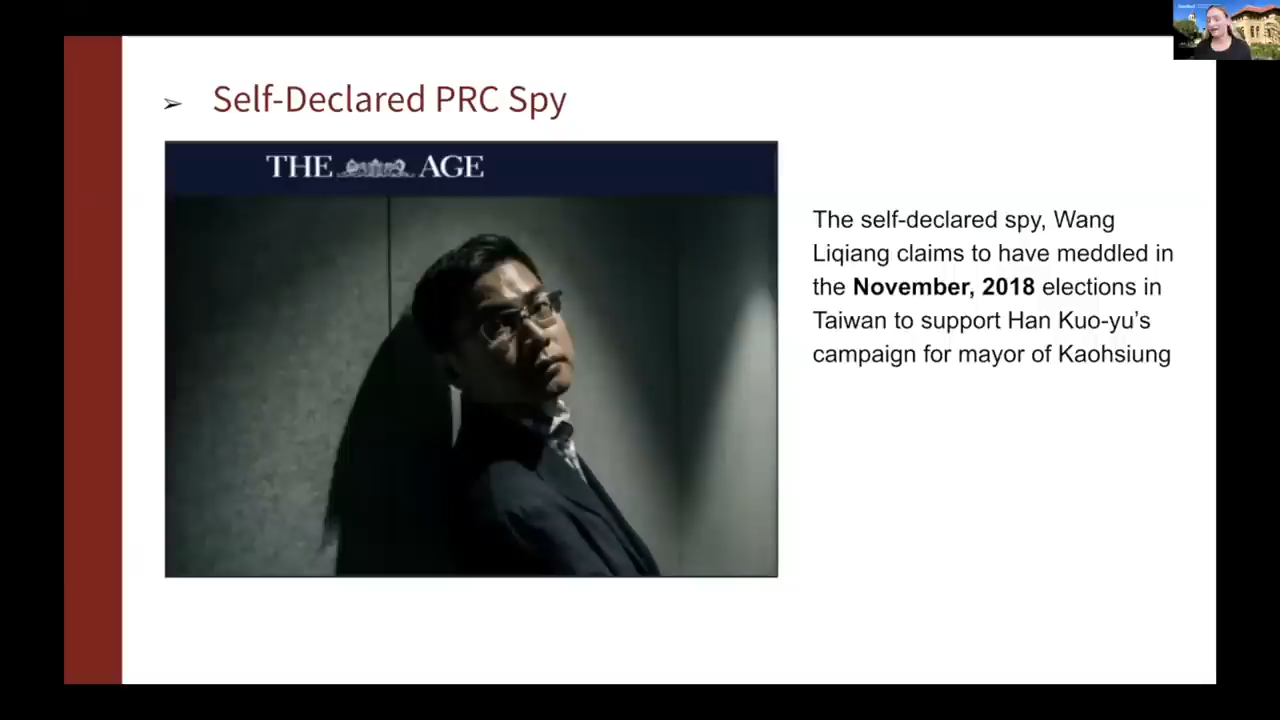 Self-Declared PRC Spy
THE AGE
The self-declared spy, Wang
Liqiang claims to have meddled in
the November, 2018 elections in
Taiwan to support Han Kuo-yu's
campaign for mayor of Kaohsiung